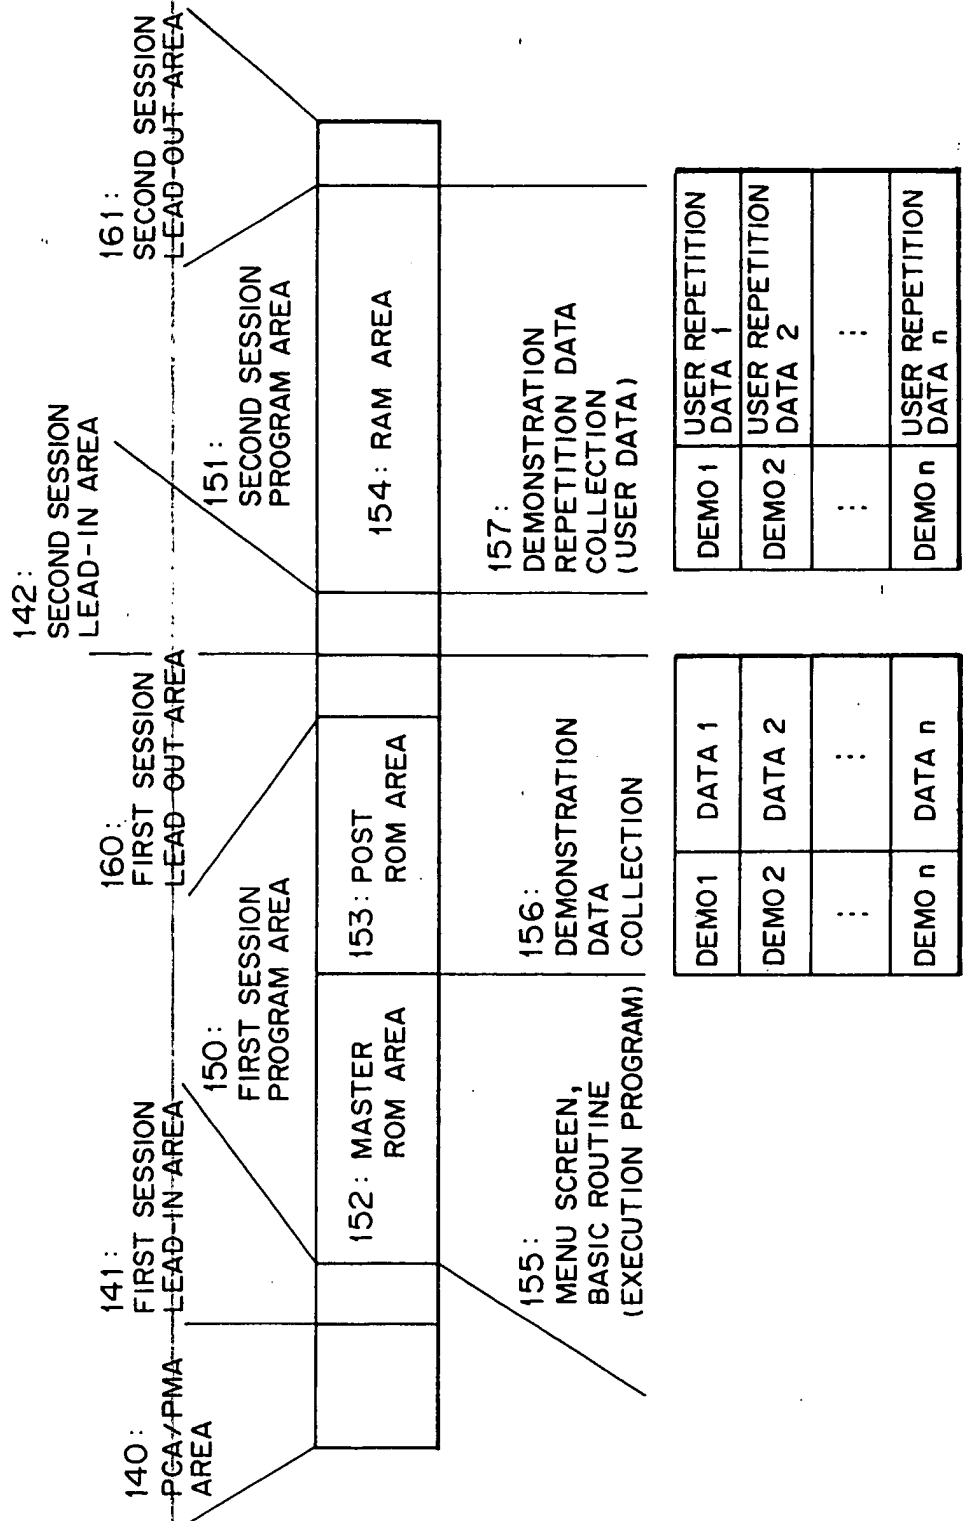 140:
PCA/PMA
AREA
141:
FIRST SESSION
LEAD-IN AREA
160:
FIRST SESSION
LEAD OUT AREA
142:
SECOND SESSION
LEAD-IN AREA
161:
SECOND SESSION
LEAD-OUT AREA
150:
FIRST SESSION
PROGRAM AREA
151:
SECOND SESSION
PROGRAM AREA
152: MASTER
ROM AREA
153: POST
ROM AREA
154: RAM AREA
155:
MENU SCREEN,
BASIC ROUTINE
(EXECUTION PROGRAM)
156:
DEMONSTRATION
DATA
COLLECTION
157:
DEMONSTRATION
REPETITION DATA
COLLECTION
(USER DATA)
DEMO1 DATA 1
DEMO2 DATA 2
⋮ ⋮
DEMO n DATA n
DEMO1 USER REPETITION
DATA 1
DEMO2 USER REPETITION
DATA 2
⋮ ⋮
DEMO n USER REPETITION
DATA n